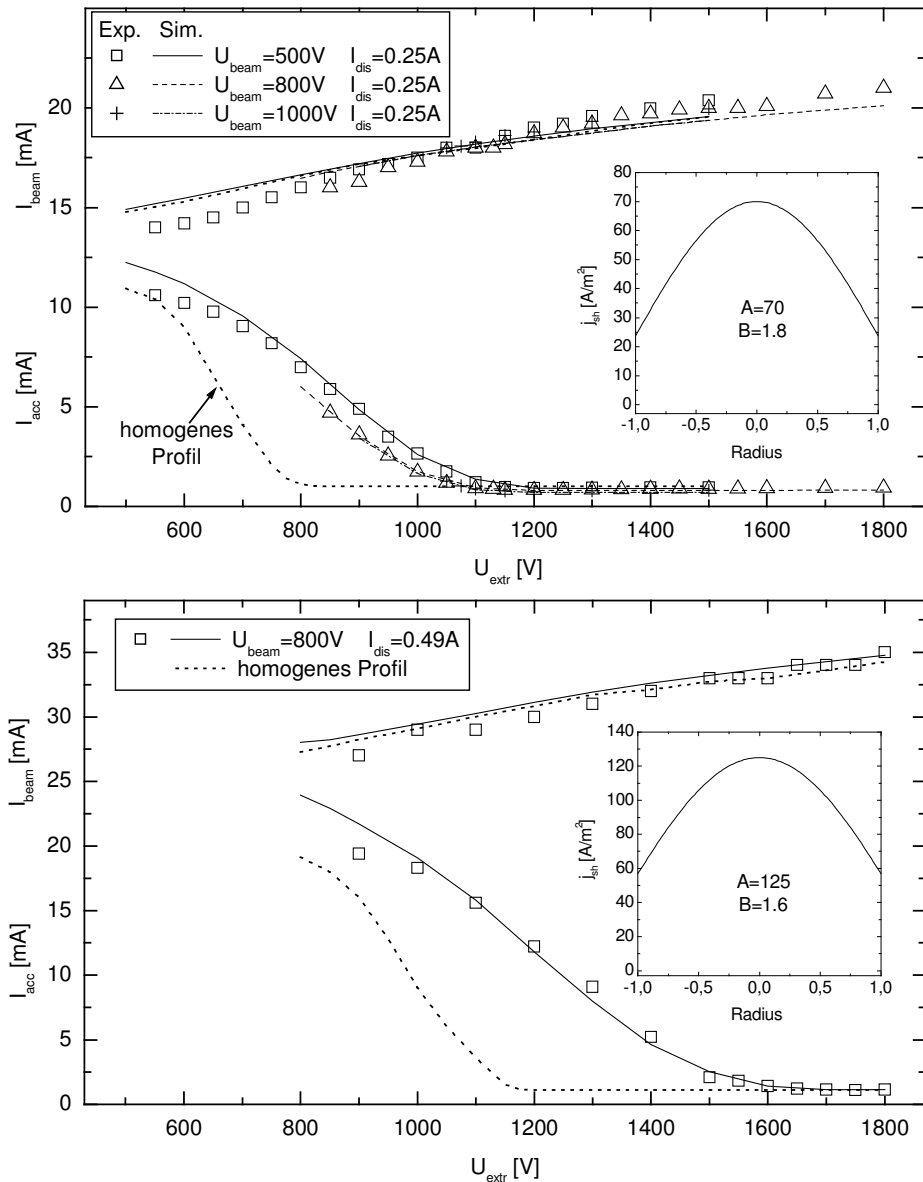 Exp. Sim.
U_beam=500V I_dis=0.25A
U_beam=800V I_dis=0.25A
U_beam=1000V I_dis=0.25A
I_beam [mA]
I_acc [mA]
20
15
10
5
0
600 800 1000 1200 1400 1600 1800
U_extr [V]
homogenes
Profil
j_sh [A/m²]
80
70
60
50
40
30
20
10
0
A=70
B=1.8
-1,0 -0,5 0,0 0,5 1,0
Radius
U_beam=800V I_dis=0.49A
homogenes Profil
I_beam [mA]
I_acc [mA]
35
30
25
20
15
10
5
0
600 800 1000 1200 1400 1600 1800
U_extr [V]
j_sh [A/m²]
140
120
100
80
60
40
20
0
A=125
B=1.6
-1,0 -0,5 0,0 0,5 1,0
Radius